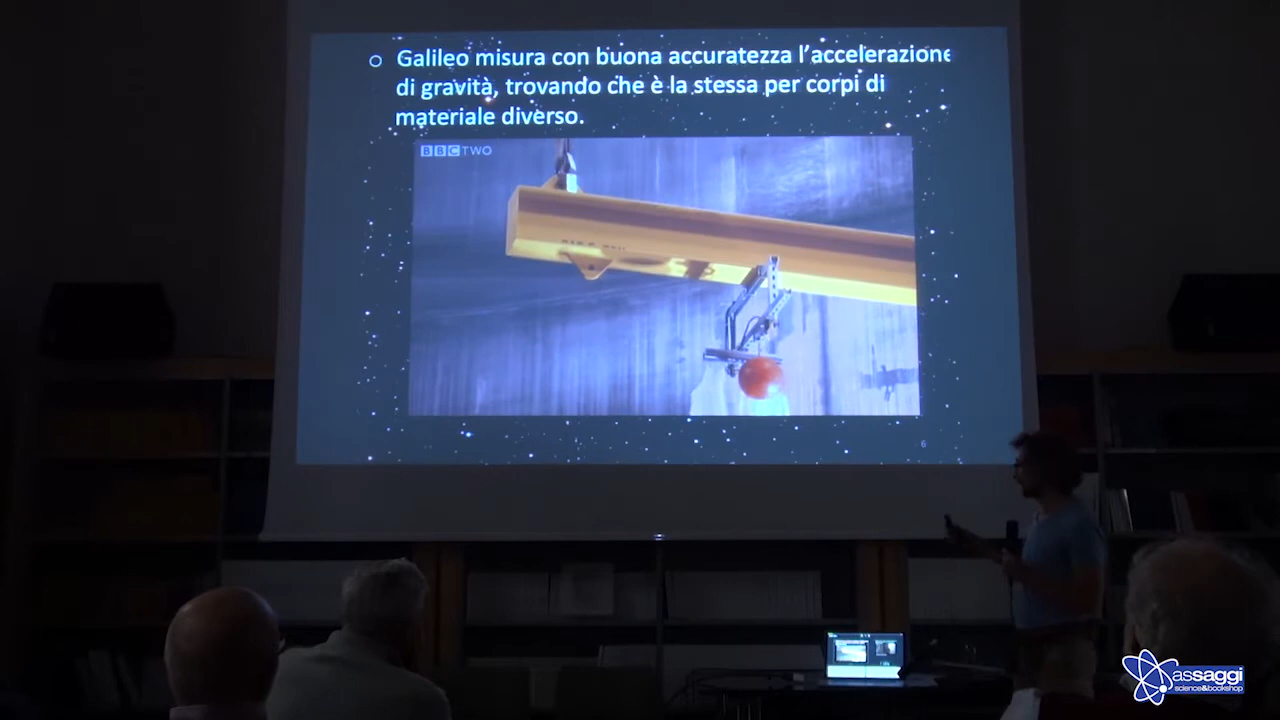 Galileo misura con buona accuratezza l'accelerazione
di gravità, trovando che è la stessa per corpi di
materiale diverso.
BBC TWO
6
assaggi
science&bookshop